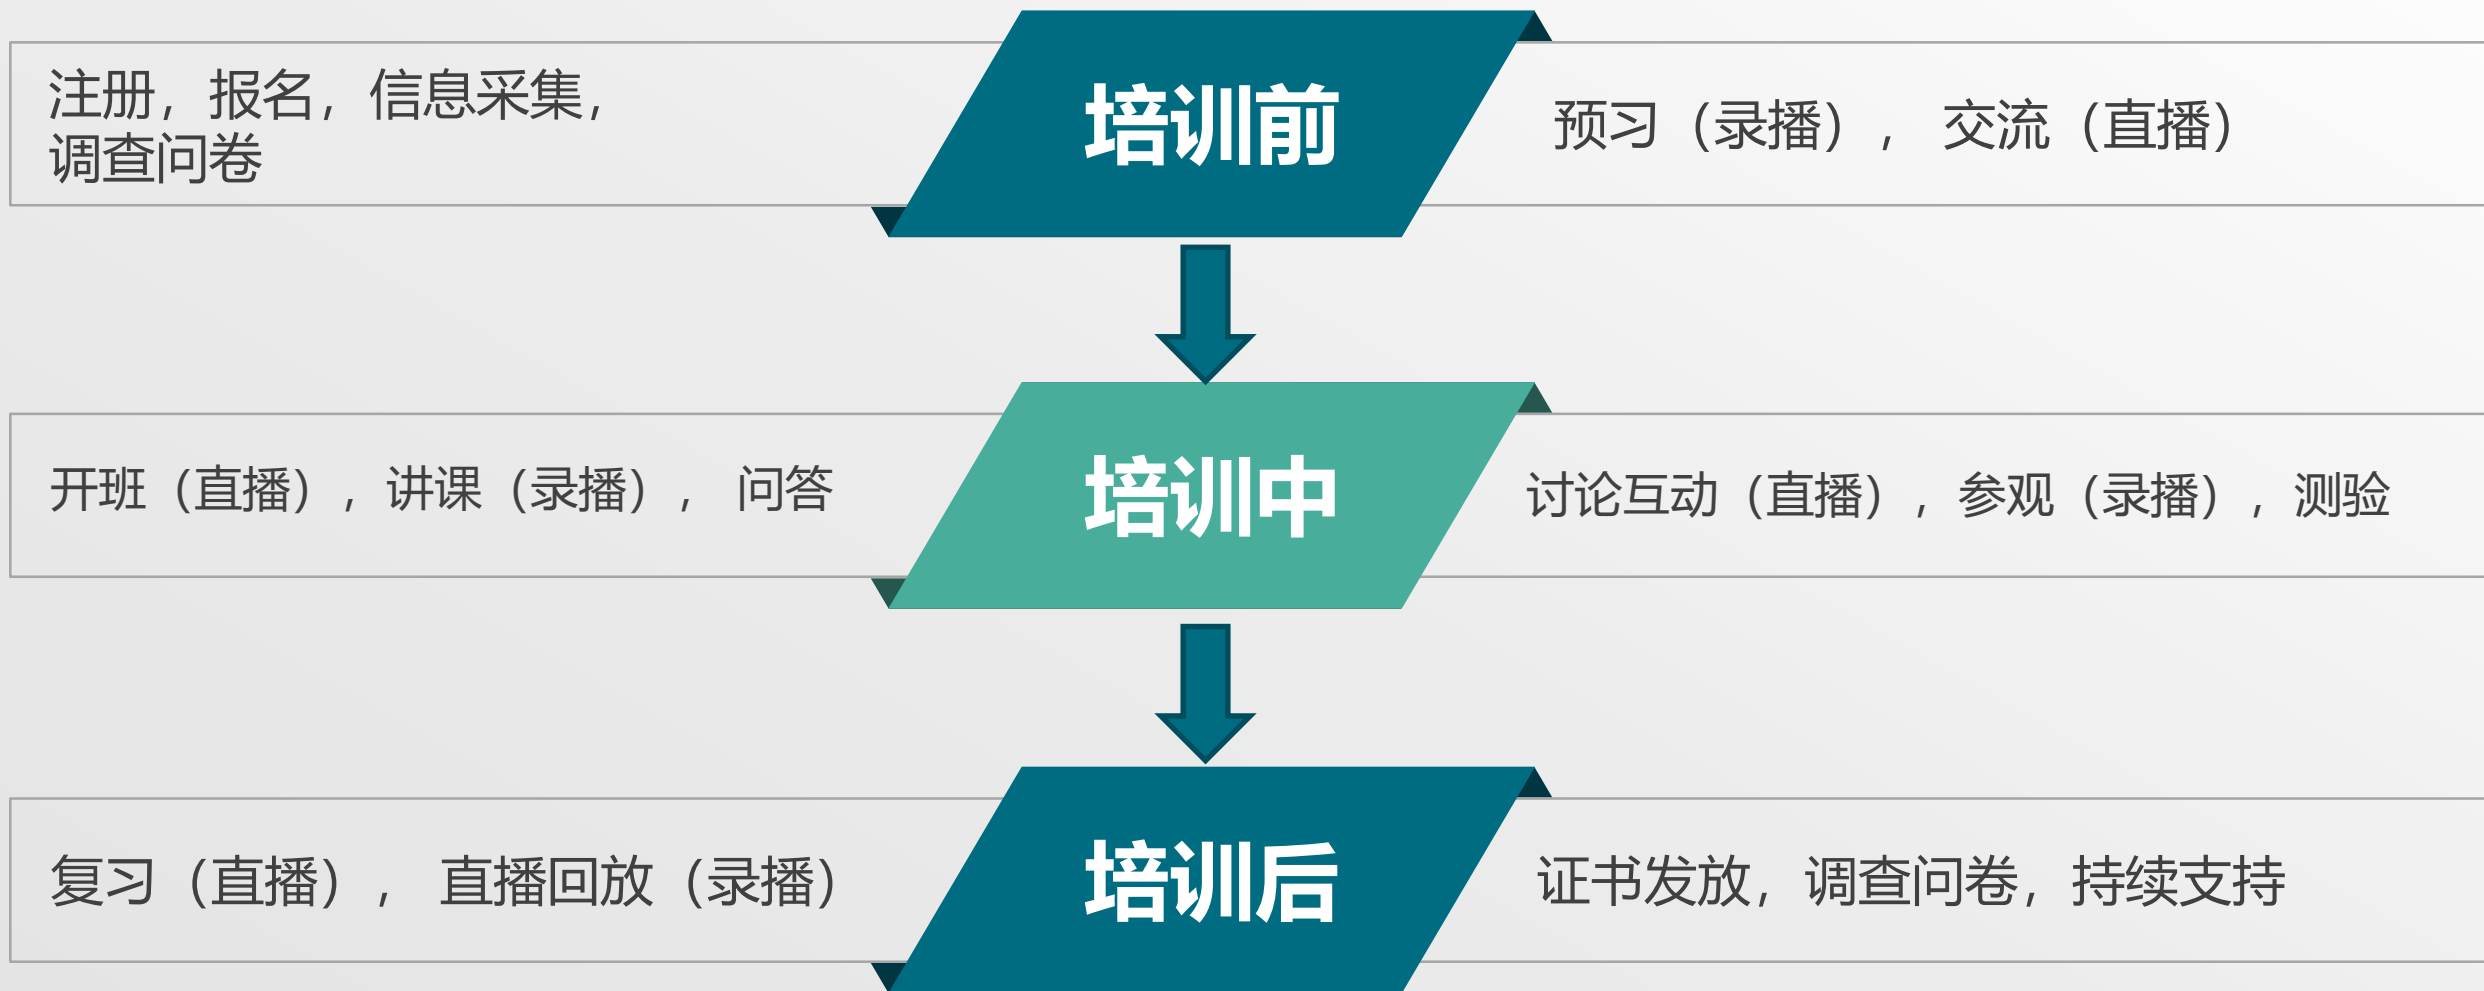 注册，报名，信息采集，
调查问卷
培训前
预习（录播）， 交流（直播）
开班（直播），讲课（录播）， 问答
培训中
讨论互动（直播），参观（录播），测验
复习（直播）， 直播回放（录播）
培训后
证书发放，调查问卷，持续支持